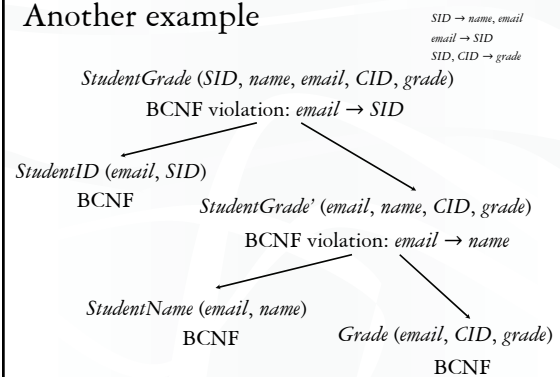 Another example
SID → name, email
email → SID
SID, CID → grade
StudentGrade (SID, name, email, CID, grade)
BCNF violation: email → SID
StudentID (email, SID)
BCNF
StudentGrade’ (email, name, CID, grade)
BCNF violation: email → name
StudentName (email, name)
BCNF
Grade (email, CID, grade)
BCNF